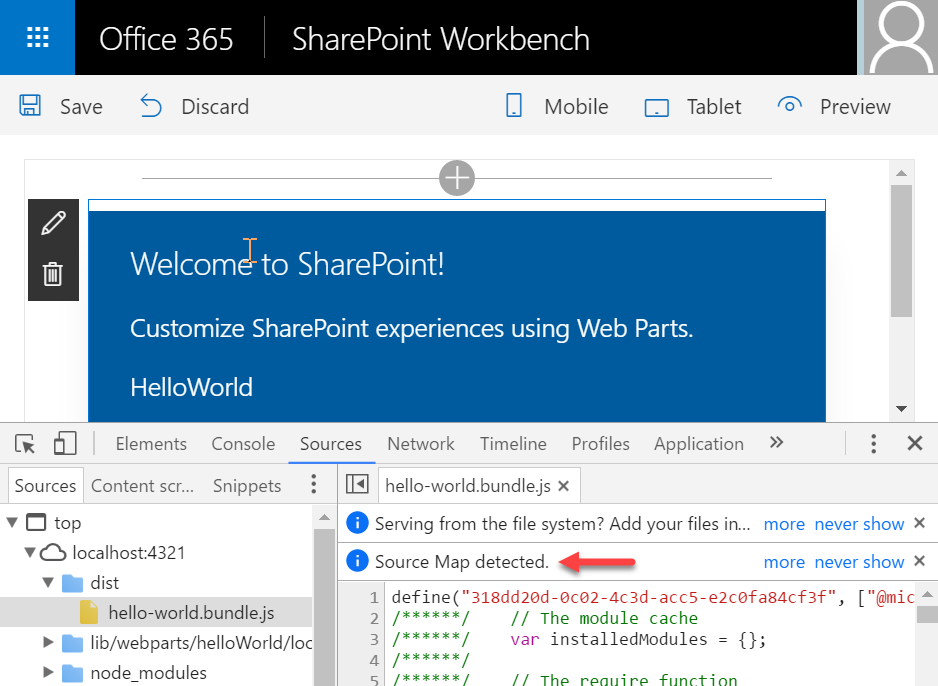 Office 365 SharePoint Workbench
Save Discard Mobile Tablet Preview
Welcome to SharePoint!
Customize SharePoint experiences using Web Parts.
HelloWorld
Elements Console Sources Network Timeline Profiles Application
Sources Content scr... Snippets hello-world.bundle.js
Serving from the file system? Add your files in... more never show
Source Map detected. more never show
top
localhost:4321
dist
hello-world.bundle.js
lib/webparts/helloWorld/loc
node_modules
1 define("318dd20d-0c02-4c3d-acc5-e2c0fa84cf3f", ["@mic
2 /******/ // The module cache
3 /******/ var installedModules = {};
4 /******/
5 /******/ // The require function